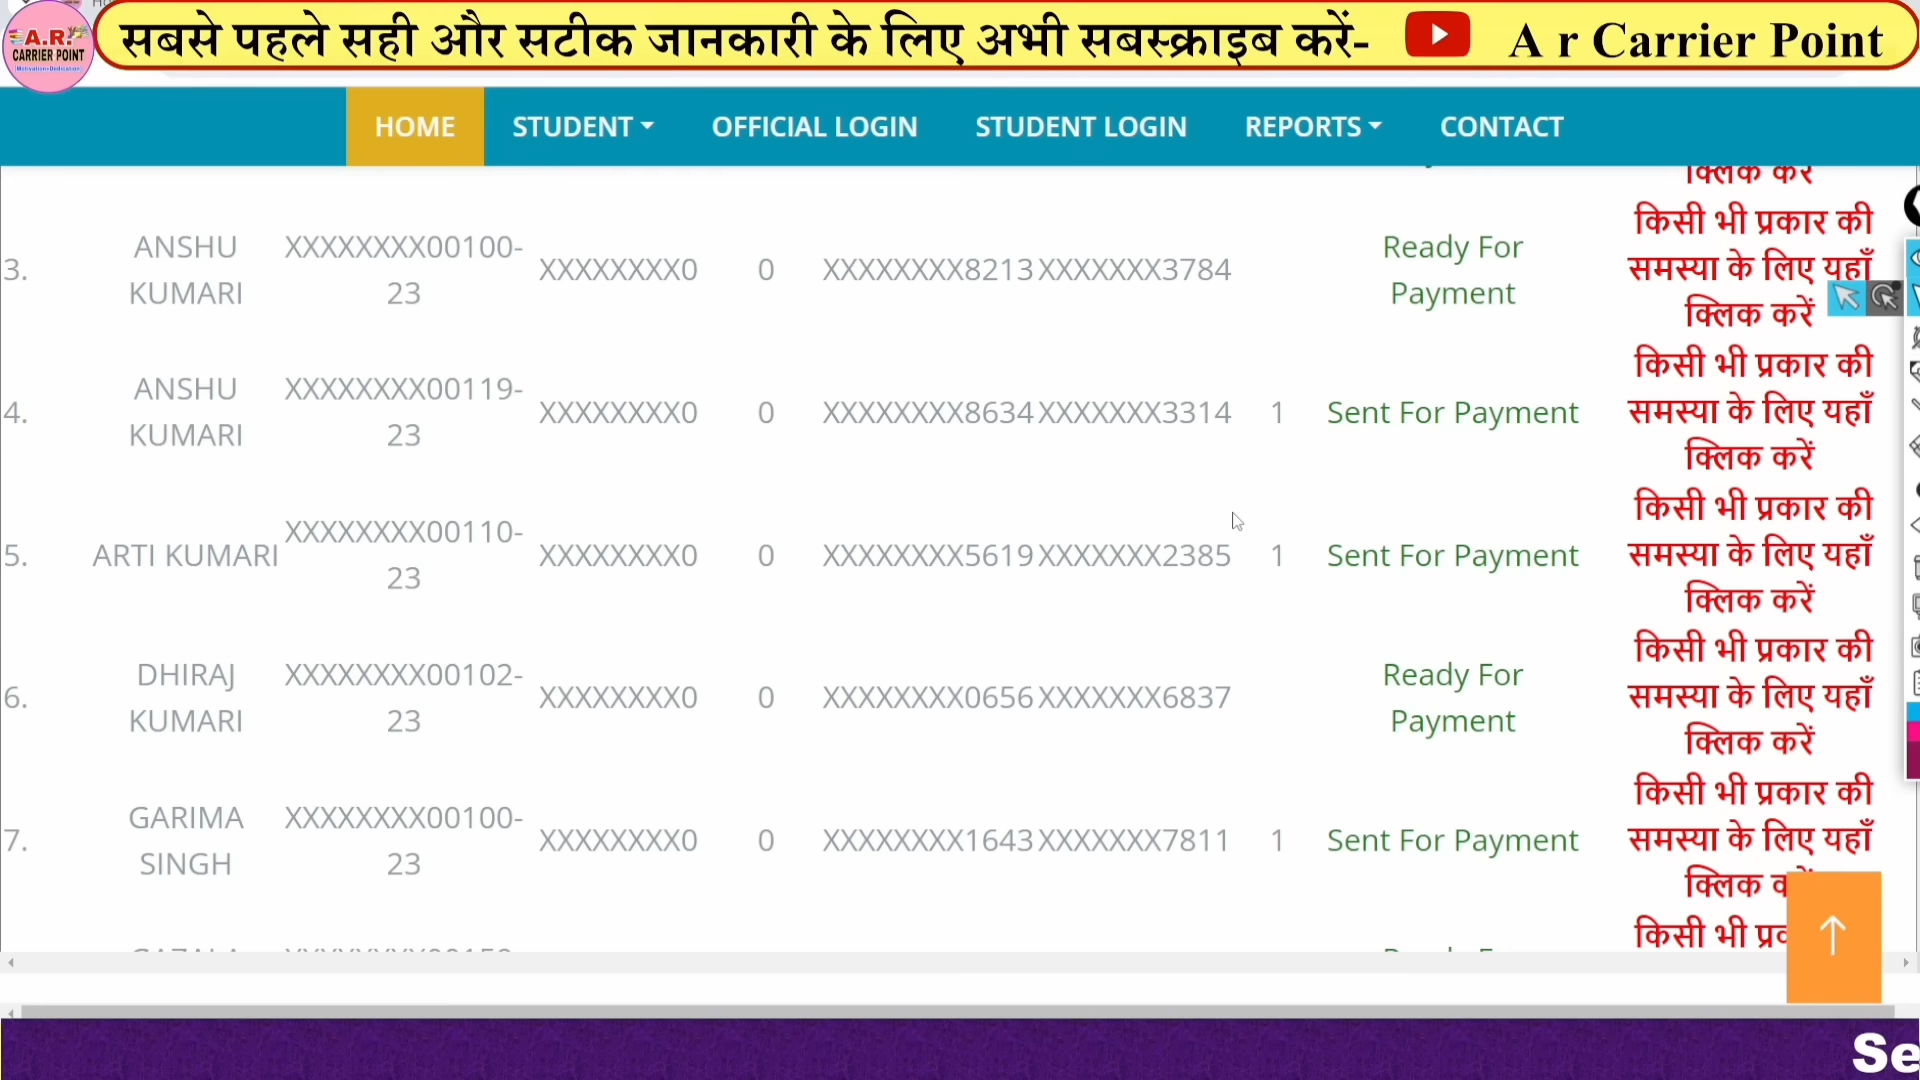 A.R.
CARRIER POINT
Motivation+Dedication
सबसे पहले सही और सटीक जानकारी के लिए अभी सबस्क्राइब करें- A r Carrier Point
HOME STUDENT OFFICIAL LOGIN STUDENT LOGIN REPORTS CONTACT
क्लिक करें
3. ANSHU KUMARI XXXXXXXX00100-23 XXXXXXXX0 0 XXXXXXXX8213 XXXXXXX3784 Ready For Payment
किसी भी प्रकार की
समस्या के लिए यहाँ
क्लिक करें
4. ANSHU KUMARI XXXXXXXX00119-23 XXXXXXXX0 0 XXXXXXXX8634 XXXXXXX3314 1 Sent For Payment
किसी भी प्रकार की
समस्या के लिए यहाँ
क्लिक करें
5. ARTI KUMARI XXXXXXXX00110-23 XXXXXXXX0 0 XXXXXXXX5619 XXXXXXX2385 1 Sent For Payment
किसी भी प्रकार की
समस्या के लिए यहाँ
क्लिक करें
6. DHIRAJ KUMARI XXXXXXXX00102-23 XXXXXXXX0 0 XXXXXXXX0656 XXXXXXX6837 Ready For Payment
किसी भी प्रकार की
समस्या के लिए यहाँ
क्लिक करें
7. GARIMA SINGH XXXXXXXX00100-23 XXXXXXXX0 0 XXXXXXXX1643 XXXXXXX7811 1 Sent For Payment
किसी भी प्रकार की
समस्या के लिए यहाँ
क्लिक
किसी भी
Se